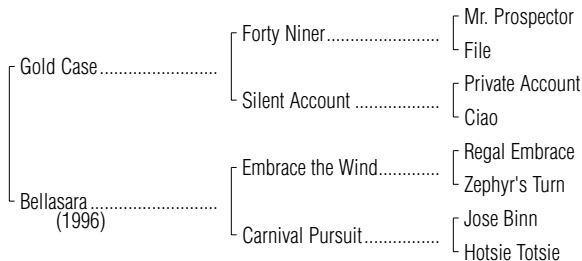 Mr. Prospector
Forty Niner........................
File
Gold Case.........................
Private Account
Silent Account ..................
Ciao
Regal Embrace
Embrace the Wind.............
Zephyr's Turn
Bellasara...........................
(1996)
Jose Binn
Carnival Pursuit................
Hotsie Totsie